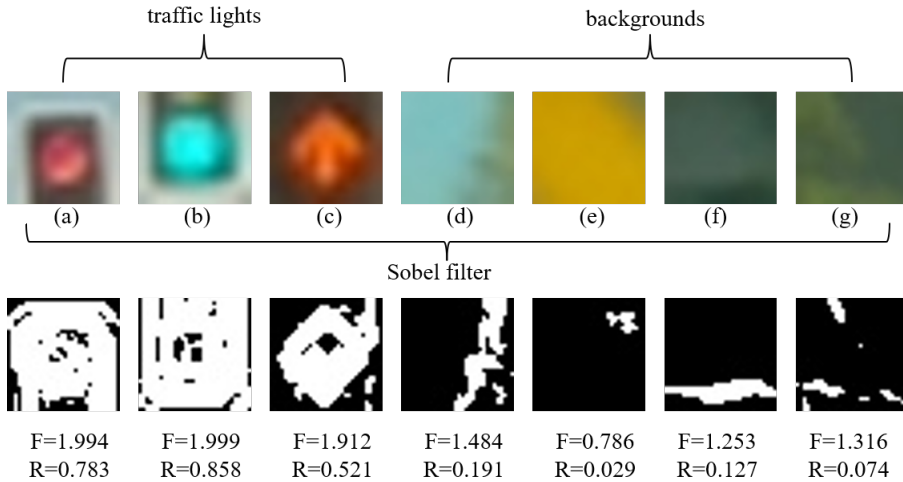 traffic lights backgrounds
(a) (b) (c) (d) (e) (f) (g)
Sobel filter
F=1.994 F=1.999 F=1.912 F=1.484 F=0.786 F=1.253 F=1.316
R=0.783 R=0.858 R=0.521 R=0.191 R=0.029 R=0.127 R=0.074